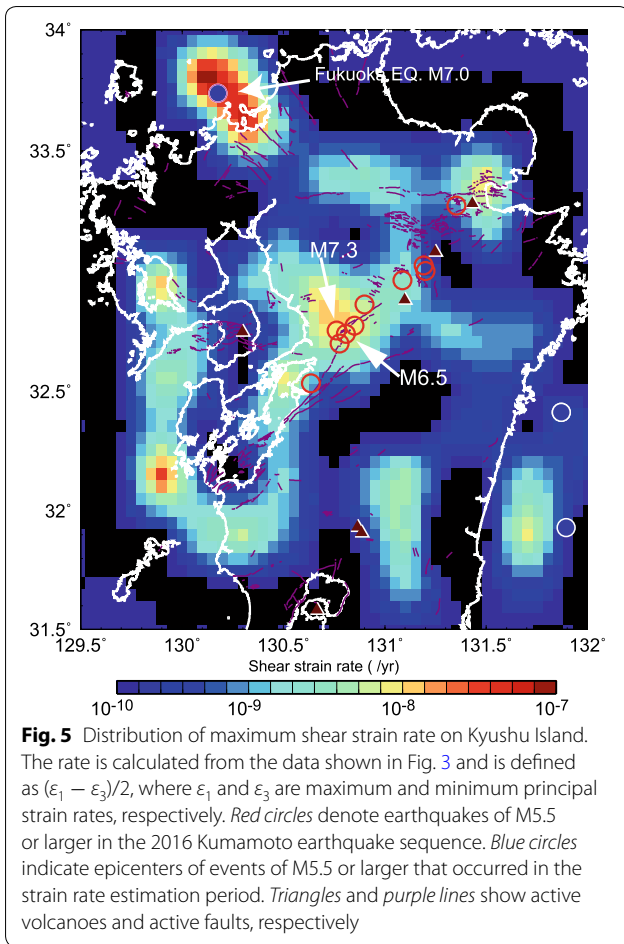 34°
Fukuoka EQ. M7.0
33.5°
M7.3
33°
M6.5
32.5°
32°
31.5°
129.5° 130° 130.5° 131° 131.5° 132°
Shear strain rate ( /yr)
10-10 10-9 10-8 10-7
Fig. 5 Distribution of maximum shear strain rate on Kyushu Island.
The rate is calculated from the data shown in Fig. 3 and is defined
as (ε1 − ε3)/2, where ε1 and ε3 are maximum and minimum principal
strain rates, respectively. Red circles denote earthquakes of M5.5
or larger in the 2016 Kumamoto earthquake sequence. Blue circles
indicate epicenters of events of M5.5 or larger that occurred in the
strain rate estimation period. Triangles and purple lines show active
volcanoes and active faults, respectively